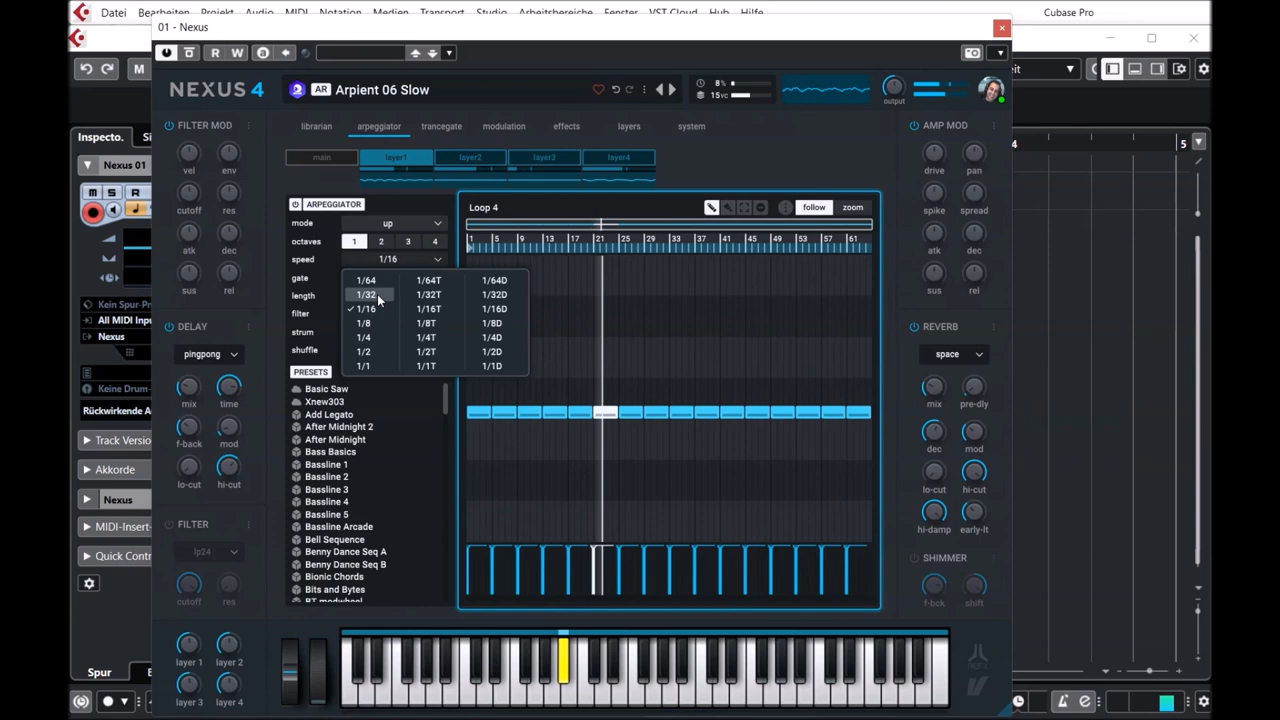 Datei Bearbeiten Projekt Audio MIDI Notation Medien Transport Studio Arbeitsbereiche Fenster VST Cloud Hub Hilfe Cubase Pro
01 - Nexus
M
R W
eit
NEXUS 4
AR Arpient 06 Slow
8%
15vc
output
librarian arpeggiator trancegate modulation effects layers system
main layer1 layer2 layer3 layer4
FILTER MOD
vel env
cutoff res
atk dec
sus rel
DELAY
pingpong
mix time
f-back mod
lo-cut hi-cut
FILTER
lp24
cutoff res
layer 1 layer 2
layer 3 layer 4
ARPEGGIATOR
mode up
octaves 1 2 3 4
speed 1/16
gate
length
filter
strum
shuffle
1/64 1/64T 1/64D
1/32 1/32T 1/32D
1/16 1/16T 1/16D
1/8 1/8T 1/8D
1/4 1/4T 1/4D
1/2 1/2T 1/2D
1/1 1/1T 1/1D
PRESETS
Basic Saw
Xnew303
Add Legato
After Midnight 2
After Midnight
Bass Basics
Bassline 1
Bassline 2
Bassline 3
Bassline 4
Bassline 5
Bassline Arcade
Bell Sequence
Benny Dance Seq A
Benny Dance Seq B
Bionic Chords
Bits and Bytes
BT modwheel
Loop 4
follow zoom
1 5 9 13 17 21 25 29 33 37 41 45 49 53 57 61
AMP MOD
drive pan
spike spread
atk dec
sus rel
REVERB
space
mix pre-dly
dec mod
lo-cut hi-cut
hi-damp early-lt
SHIMMER
f-bck shift
Inspecto. Si
Nexus 01
M S R
Kein Spur-Pres
All MIDI Inp
Nexus
Keine Drum-
Rückwirkende A
Track Versio
Akkorde
Nexus
MIDI-Insert-
Quick Contr
Spur E
4 5